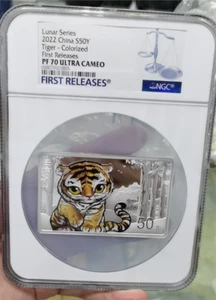 Lunar Series
2022 China S50Y
Tiger - Colorized
First Releases
PF 70 ULTRA CAMEO
FIRST RELEASES
NGC
50